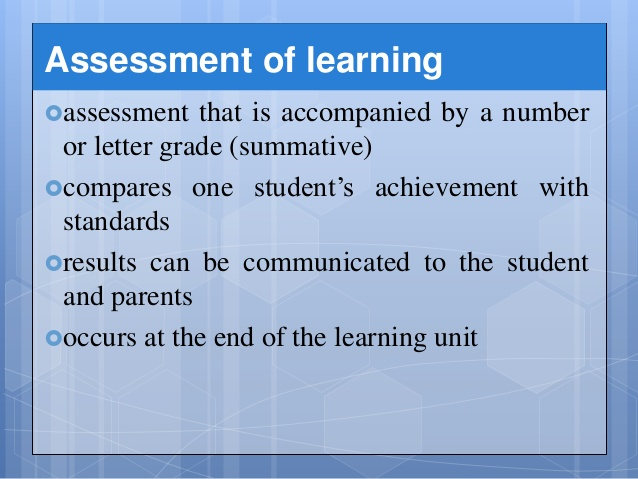 Assessment of learning
assessment that is accompanied by a number
or letter grade (summative)
compares one student’s achievement with
standards
results can be communicated to the student
and parents
occurs at the end of the learning unit